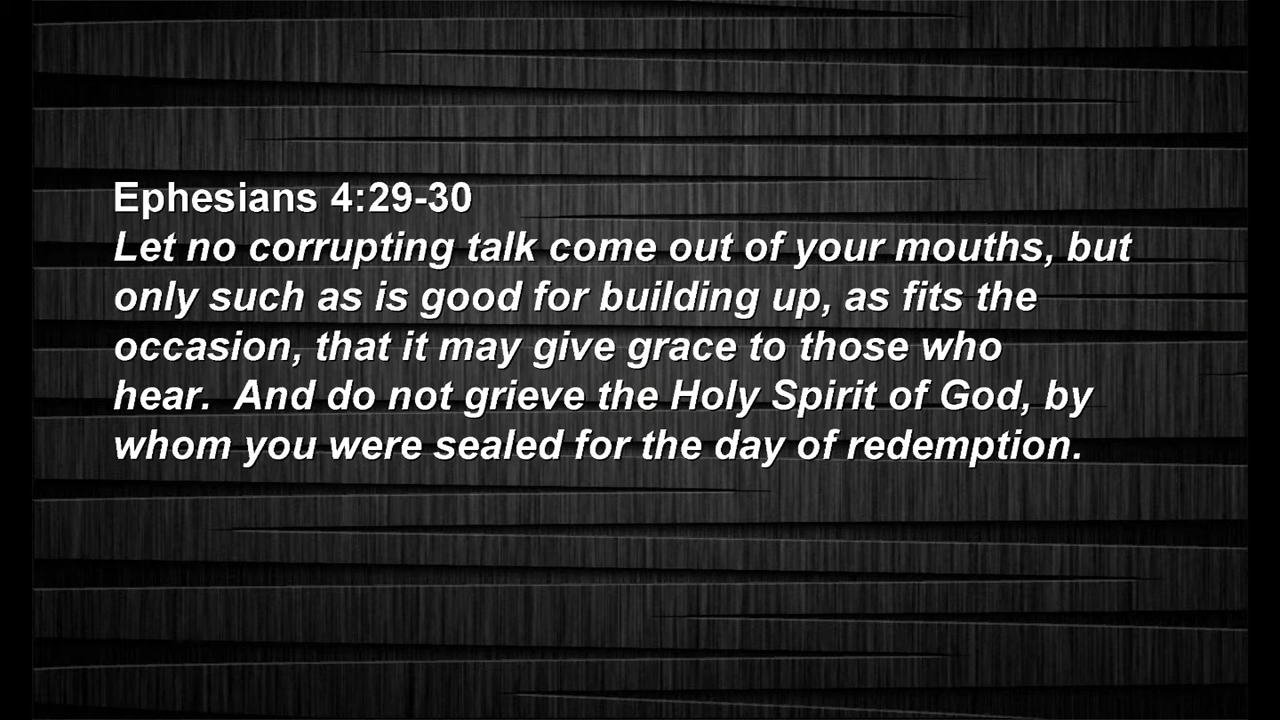 Ephesians 4:29-30
Let no corrupting talk come out of your mouths, but
only such as is good for building up, as fits the
occasion, that it may give grace to those who
hear.  And do not grieve the Holy Spirit of God, by
whom you were sealed for the day of redemption.